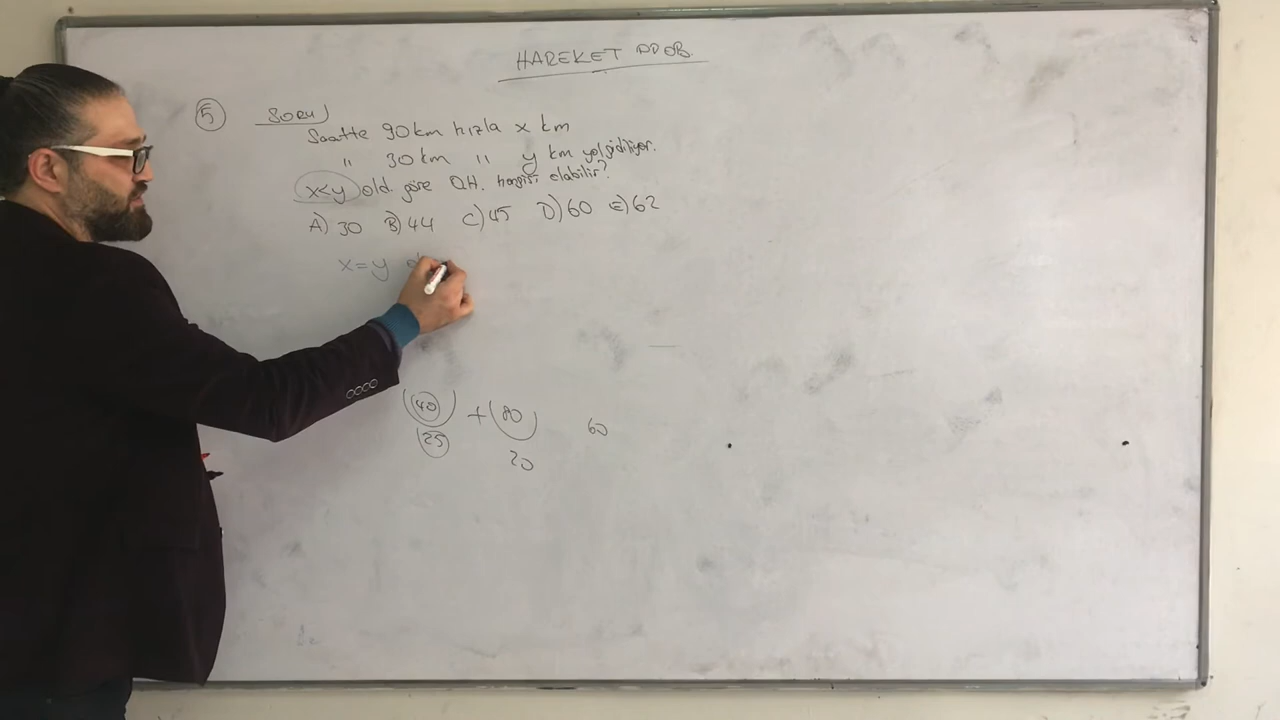 HAREKET PROB.
5 Soru
Saatte 90km hızla x km
" 30km " y km yol gidiliyor.
x<y old. göre O.H. hangisi olabilir?
A) 30 B) 44 C) 45 D) 60 E) 62
x=y
(40) + (80) 60
25 20